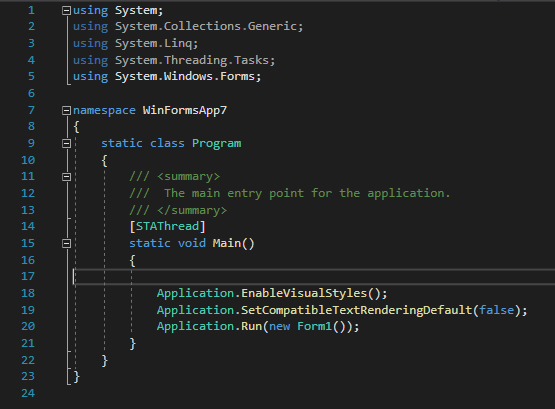 1 using System;
2 using System.Collections.Generic;
3 using System.Linq;
4 using System.Threading.Tasks;
5 using System.Windows.Forms;
6
7 namespace WinFormsApp7
8 {
9 static class Program
10 {
11 /// <summary>
12 ///  The main entry point for the application.
13 /// </summary>
14 [STAThread]
15 static void Main()
16 {
17
18 Application.EnableVisualStyles();
19 Application.SetCompatibleTextRenderingDefault(false);
20 Application.Run(new Form1());
21 }
22 }
23 }
24